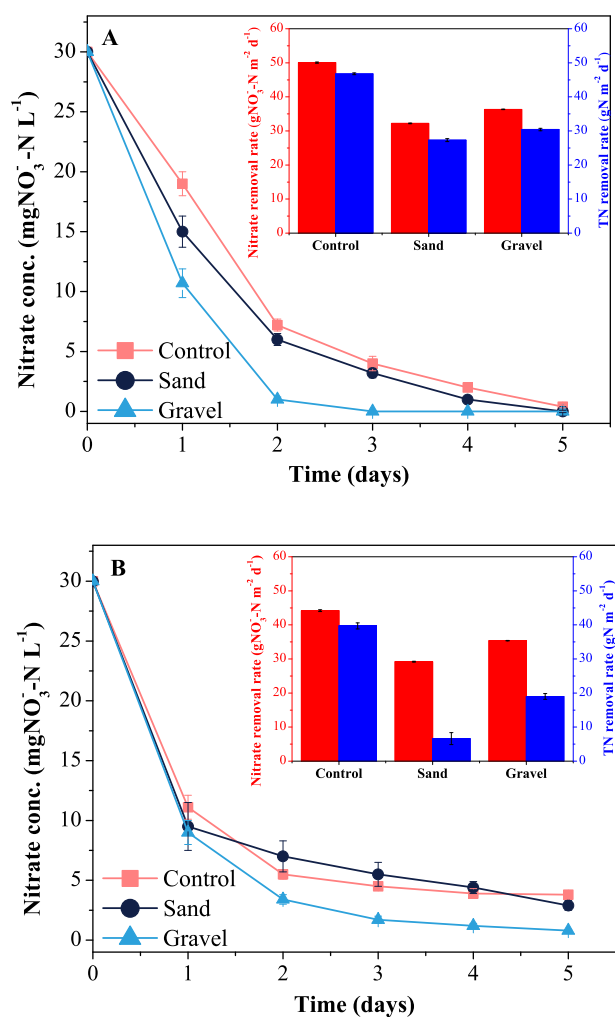 A
Nitrate conc. (mgNO₃⁻-N L⁻¹)
30
25
20
15
10
5
0
0
1
2
3
4
5
Time (days)
Control
Sand
Gravel
Nitrate removal rate (gNO₃⁻-N m⁻² d⁻¹)
60
50
40
30
20
10
0
Control
Sand
Gravel
60
50
40
30
20
10
0
TN removal rate (gN m⁻² d⁻¹)
B
Nitrate conc. (mgNO₃⁻-N L⁻¹)
30
25
20
15
10
5
0
0
1
2
3
4
5
Time (days)
Control
Sand
Gravel
Nitrate removal rate (gNO₃⁻-N m⁻² d⁻¹)
60
50
40
30
20
10
0
Control
Sand
Gravel
60
50
40
30
20
10
0
TN removal rate (gN m⁻² d⁻¹)